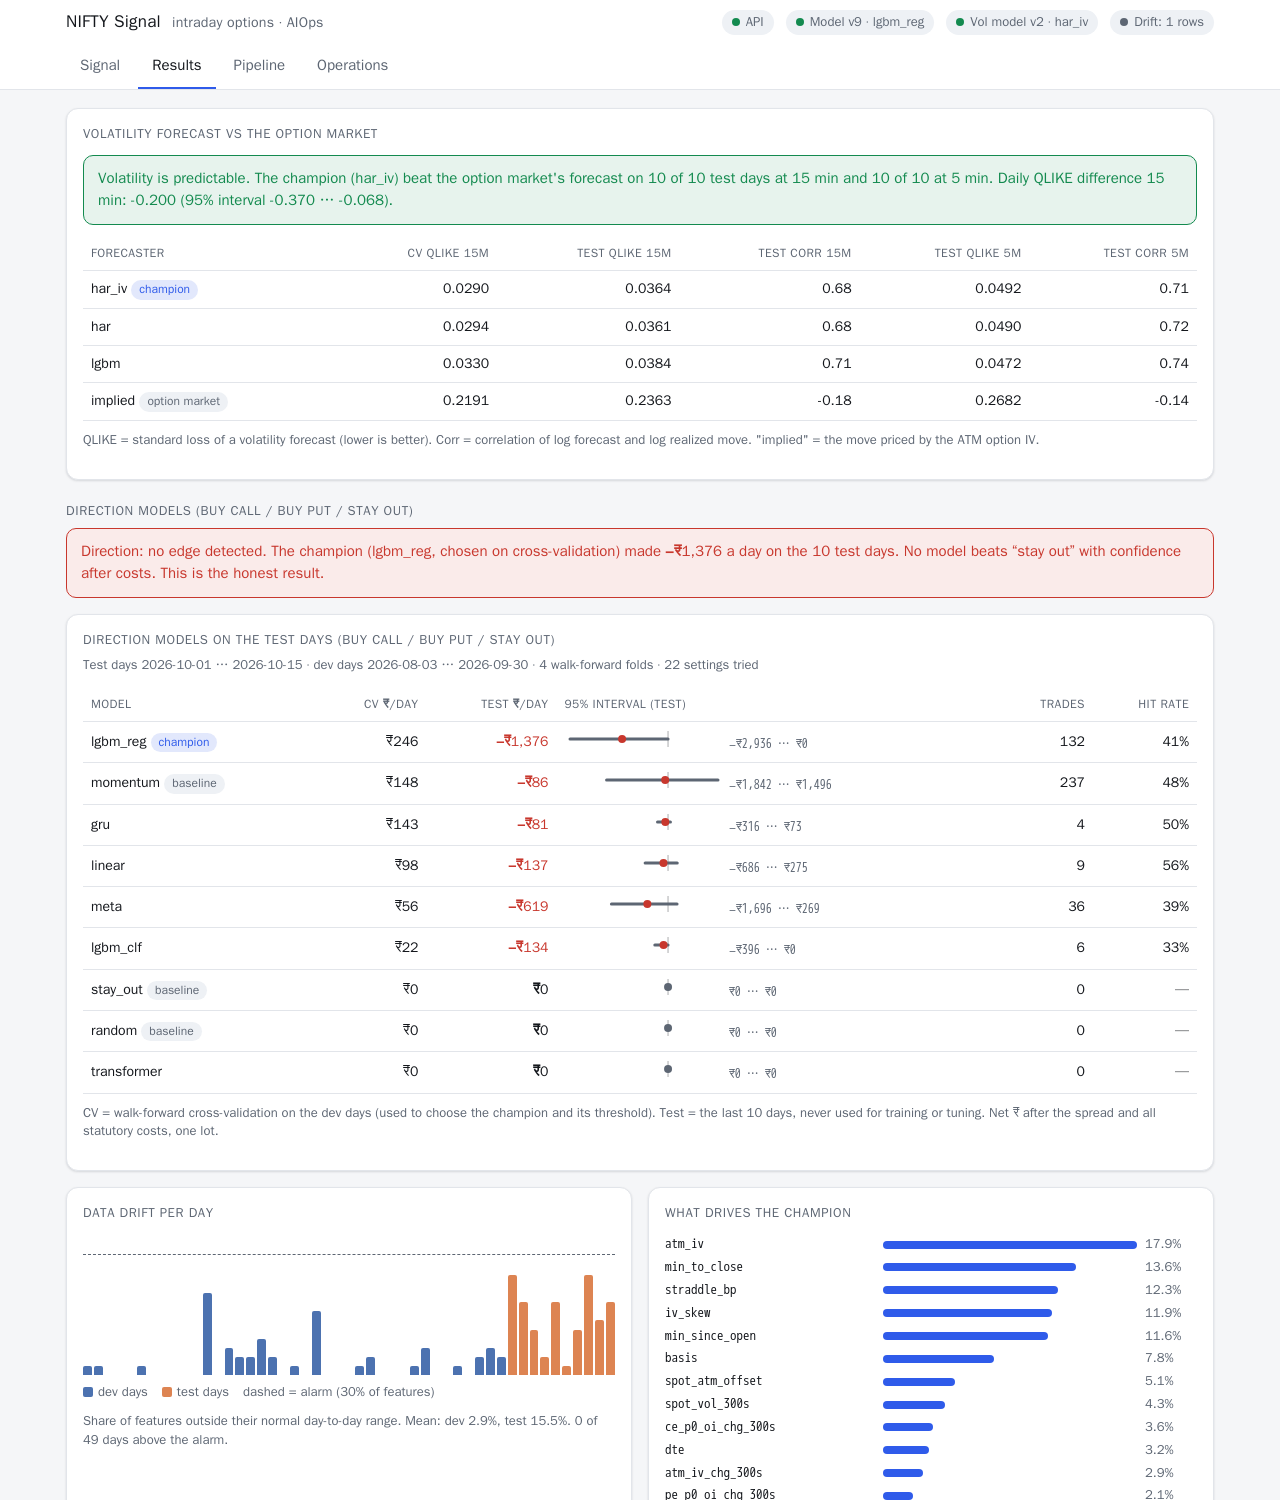 NIFTY Signal intraday options · AIOps
API
Model v9 · lgbm_reg
Vol model v2 · har_iv
Drift: 1 rows
Signal Results Pipeline Operations
VOLATILITY FORECAST VS THE OPTION MARKET
Volatility is predictable. The champion (har_iv) beat the option market's forecast on 10 of 10 test days at 15 min and 10 of 10 at 5 min. Daily QLIKE difference 15
min: -0.200 (95% interval -0.370 … -0.068).
FORECASTER CV QLIKE 15M TEST QLIKE 15M TEST CORR 15M TEST QLIKE 5M TEST CORR 5M
har_iv champion 0.0290 0.0364 0.68 0.0492 0.71
har 0.0294 0.0361 0.68 0.0490 0.72
lgbm 0.0330 0.0384 0.71 0.0472 0.74
implied option market 0.2191 0.2363 -0.18 0.2682 -0.14
QLIKE = standard loss of a volatility forecast (lower is better). Corr = correlation of log forecast and log realized move. "implied" = the move priced by the ATM option IV.
DIRECTION MODELS (BUY CALL / BUY PUT / STAY OUT)
Direction: no edge detected. The champion (lgbm_reg, chosen on cross-validation) made –₹1,376 a day on the 10 test days. No model beats “stay out” with confidence
after costs. This is the honest result.
DIRECTION MODELS ON THE TEST DAYS (BUY CALL / BUY PUT / STAY OUT)
Test days 2026-10-01 … 2026-10-15 · dev days 2026-08-03 … 2026-09-30 · 4 walk-forward folds · 22 settings tried
MODEL CV ₹/DAY TEST ₹/DAY 95% INTERVAL (TEST) TRADES HIT RATE
lgbm_reg champion ₹246 –₹1,376 –₹2,936 … ₹0 132 41%
momentum baseline ₹148 –₹86 –₹1,842 … ₹1,496 237 48%
gru ₹143 –₹81 –₹316 … ₹73 4 50%
linear ₹98 –₹137 –₹686 … ₹275 9 56%
meta ₹56 –₹619 –₹1,696 … ₹269 36 39%
lgbm_clf ₹22 –₹134 –₹396 … ₹0 6 33%
stay_out baseline ₹0 ₹0 ₹0 … ₹0 0 —
random baseline ₹0 ₹0 ₹0 … ₹0 0 —
transformer ₹0 ₹0 ₹0 … ₹0 0 —
CV = walk-forward cross-validation on the dev days (used to choose the champion and its threshold). Test = the last 10 days, never used for training or tuning. Net ₹ after the spread and all
statutory costs, one lot.
DATA DRIFT PER DAY
dev days test days dashed = alarm (30% of features)
Share of features outside their normal day-to-day range. Mean: dev 2.9%, test 15.5%. 0 of
49 days above the alarm.
WHAT DRIVES THE CHAMPION
atm_iv 17.9%
min_to_close 13.6%
straddle_bp 12.3%
iv_skew 11.9%
min_since_open 11.6%
basis 7.8%
spot_atm_offset 5.1%
spot_vol_300s 4.3%
ce_p0_oi_chg_300s 3.6%
dte 3.2%
atm_iv_chg_300s 2.9%
pe_p0_oi_chg_300s 2.1%